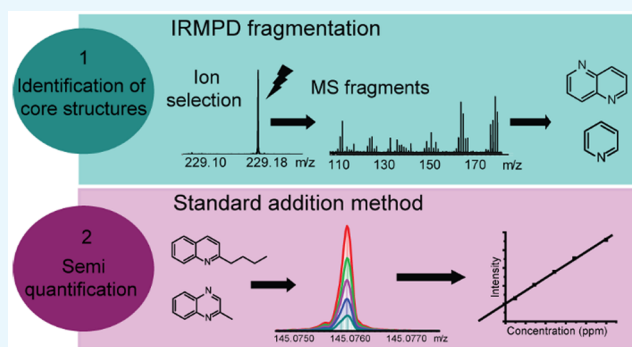 IRMPD fragmentation
1
Identification of
core structures
Ion
selection
MS fragments
229.10 229.18 m/z
110 130 150 170 m/z
N
N
N
Standard addition method
2
Semi
quantification
N
N
N
145.0750 145.0760 145.0770 m/z
Intensity
Concentration (ppm)